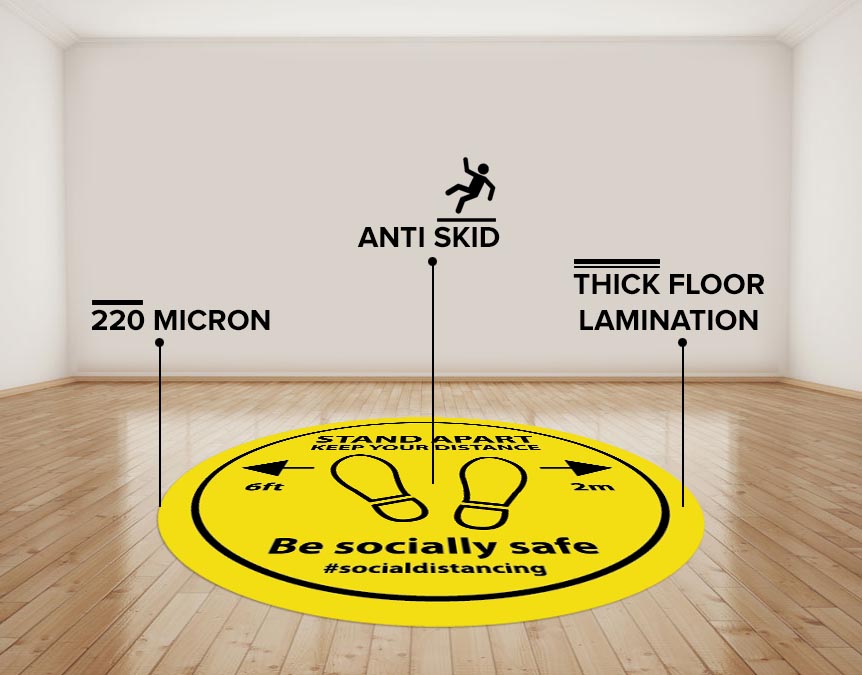 ANTI SKID
THICK FLOOR
LAMINATION
220 MICRON
STAND APART
KEEP YOUR DISTANCE
6ft
2m
Be socially safe
#socialdistancing